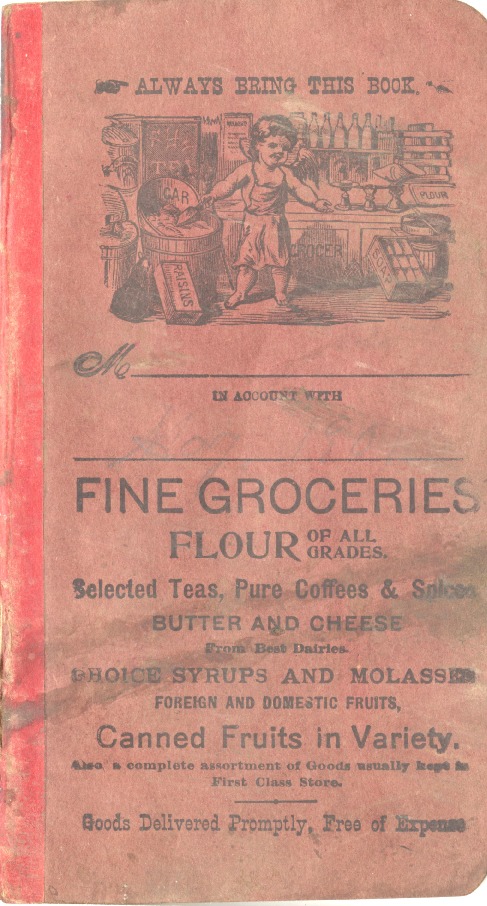 ALWAYS BRING THIS BOOK.
TEA
CAR
FLOUR
GROCER
SOAP
RAISINS
M
IN ACCOUNT WITH
FINE GROCERIES
FLOUR OF ALL GRADES.
Selected Teas, Pure Coffees & Spices
BUTTER AND CHEESE
From Best Dairies.
CHOICE SYRUPS AND MOLASSES
FOREIGN AND DOMESTIC FRUITS,
Canned Fruits in Variety.
Also a complete assortment of Goods usually kept in
First Class Store.
Goods Delivered Promptly, Free of Expense